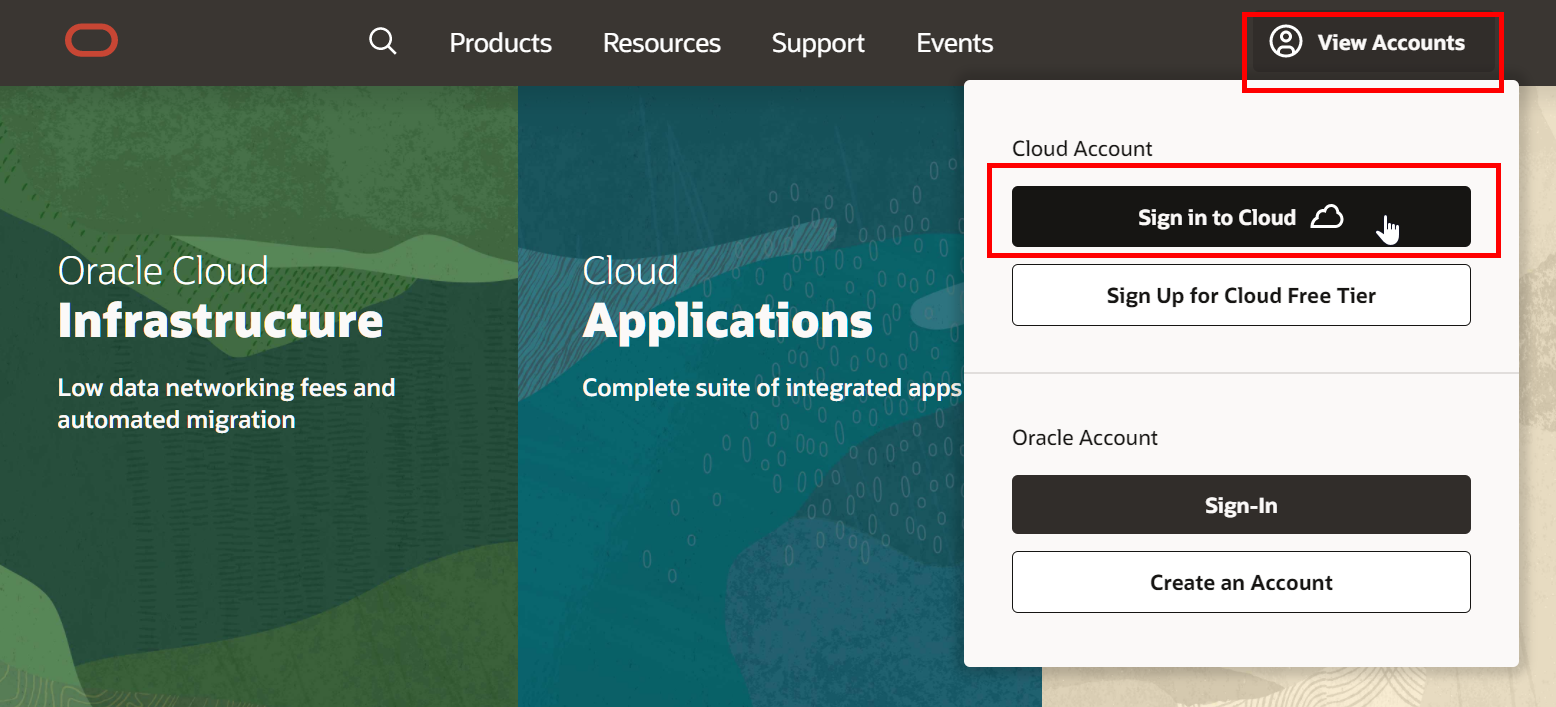 Products Resources Support Events View Accounts
Oracle Cloud
Infrastructure
Low data networking fees and
automated migration
Cloud
Applications
Complete suite of integrated apps
Cloud Account
Sign in to Cloud
Sign Up for Cloud Free Tier
Oracle Account
Sign-In
Create an Account